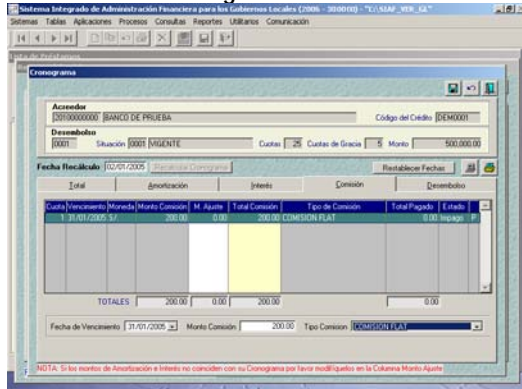 Sistema Integrado de Administración Financiera para los Gobiernos Locales (2006 - 300000) - "C:\SIAF_VER_GL"
Sistemas Tablas Aplicaciones Procesos Consultas Reportes Utilitarios Comunicación
Lista de Préstamos
Cronograma
Acreedor
20100000000 BANCO DE PRUEBA Código del Crédito DEM0001
Desembolso
0001 Situación 0001 VIGENTE Cuotas 25 Cuotas de Gracia 5 Monto 500,000.00
Fecha Recálculo 02/01/2005 Recalcular Cronograma Restablecer Fechas
Total Amortización Interés Comisión Desembolso
Cuota Vencimiento Moneda Monto Comisión M. Ajuste Total Comisión Tipo de Comisión Total Pagado Estado
1 31/01/2005 S/. 200.00 0.00 200.00 COMISION FLAT 0.00 Impago P
TOTALES 200.00 0.00 200.00 0.00
Fecha de Vencimiento 31/01/2005 Monto Comisión 200.00 Tipo Comision COMISION FLAT
NOTA: Si los montos de Amortización e Interés no coinciden con su Cronograma por favor modifíquelos en la Columna Monto Ajuste